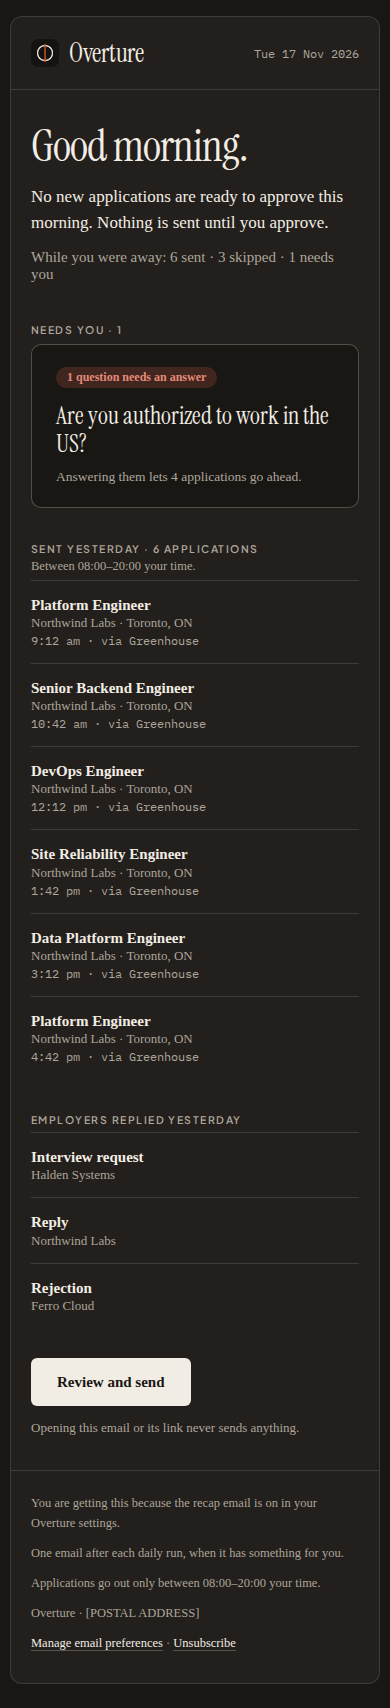 Overture
Tue 17 Nov 2026
Good morning.
No new applications are ready to approve this
morning. Nothing is sent until you approve.
While you were away: 6 sent · 3 skipped · 1 needs
you
NEEDS YOU · 1
1 question needs an answer
Are you authorized to work in the
US?
Answering them lets 4 applications go ahead.
SENT YESTERDAY · 6 APPLICATIONS
Between 08:00–20:00 your time.
Platform Engineer
Northwind Labs · Toronto, ON
9:12 am · via Greenhouse
Senior Backend Engineer
Northwind Labs · Toronto, ON
10:42 am · via Greenhouse
DevOps Engineer
Northwind Labs · Toronto, ON
12:12 pm · via Greenhouse
Site Reliability Engineer
Northwind Labs · Toronto, ON
1:42 pm · via Greenhouse
Data Platform Engineer
Northwind Labs · Toronto, ON
3:12 pm · via Greenhouse
Platform Engineer
Northwind Labs · Toronto, ON
4:42 pm · via Greenhouse
EMPLOYERS REPLIED YESTERDAY
Interview request
Halden Systems
Reply
Northwind Labs
Rejection
Ferro Cloud
Review and send
Opening this email or its link never sends anything.
You are getting this because the recap email is on in your
Overture settings.
One email after each daily run, when it has something for you.
Applications go out only between 08:00–20:00 your time.
Overture · [POSTAL ADDRESS]
Manage email preferences · Unsubscribe